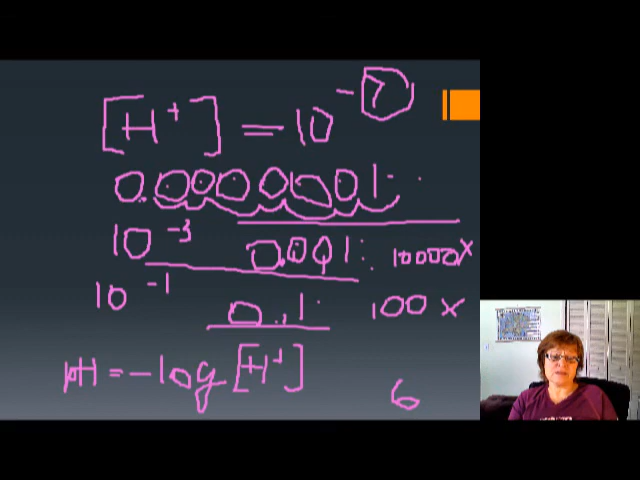 [H⁺] = 10⁻⁷
0.0000001
10⁻³ 0.001 10000x
10⁻¹ 0.1 100x
pH = -log [H⁺]
6